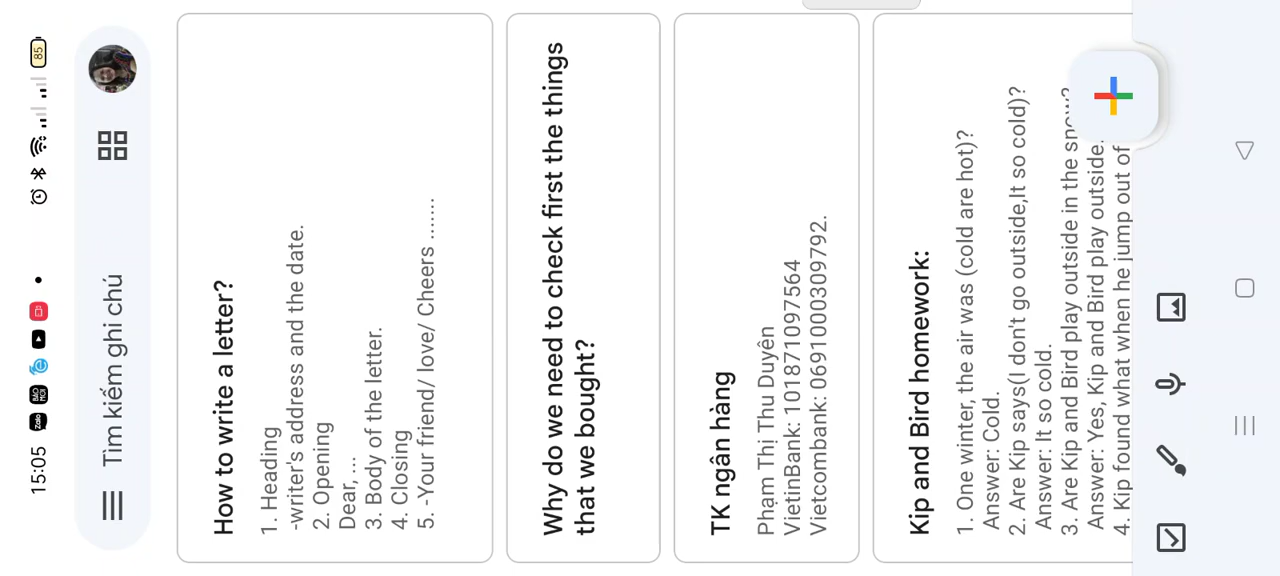 15:05
Zalo
BÁO MỚI
85
Tìm kiếm ghi chú
How to write a letter?
1. Heading
-writer's address and the date.
2. Opening
Dear, ...
3. Body of the letter.
4. Closing
5. -Your friend/ love/ Cheers .......
Why do we need to check first the things
that we bought?
TK ngân hàng
Phạm Thị Thu Duyên
VietinBank: 101871097564
Vietcombank: 0691000309792.
Kip and Bird homework:
1. One winter, the air was (cold are hot)?
Answer: Cold.
2. Are Kip says(I don't go outside,It so cold)?
Answer: It so cold.
3. Are Kip and Bird play outside in the snow?
Answer: Yes, Kip and Bird play outside.
4. Kip found what when he jump out of